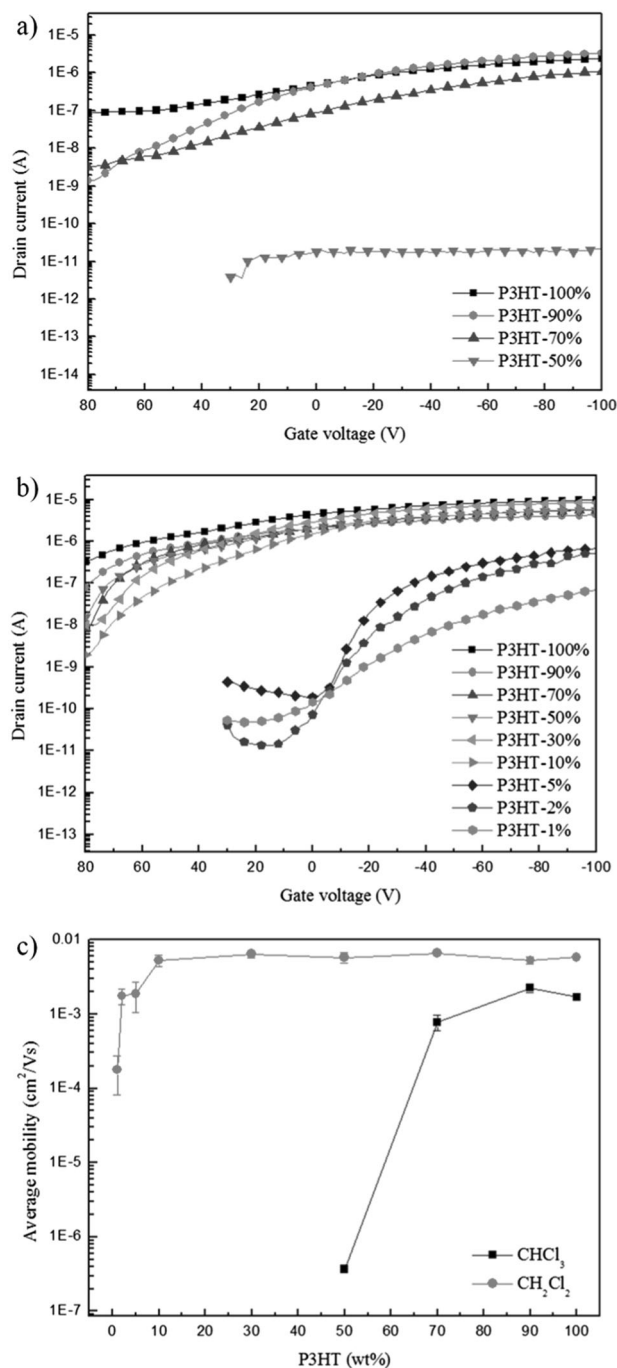 a)
1E-5
1E-6
1E-7
1E-8
1E-9
1E-10
1E-11
1E-12
1E-13
1E-14
Drain current (A)
P3HT-100%
P3HT-90%
P3HT-70%
P3HT-50%
80 60 40 20 0 -20 -40 -60 -80 -100
Gate voltage (V)
b)
1E-5
1E-6
1E-7
1E-8
1E-9
1E-10
1E-11
1E-12
1E-13
Drain current (A)
P3HT-100%
P3HT-90%
P3HT-70%
P3HT-50%
P3HT-30%
P3HT-10%
P3HT-5%
P3HT-2%
P3HT-1%
80 60 40 20 0 -20 -40 -60 -80 -100
Gate voltage (V)
c)
0.01
1E-3
1E-4
1E-5
1E-6
1E-7
Average mobility (cm²/Vs)
CHCl₃
CH₂Cl₂
0 10 20 30 40 50 60 70 80 90 100
P3HT (wt%)